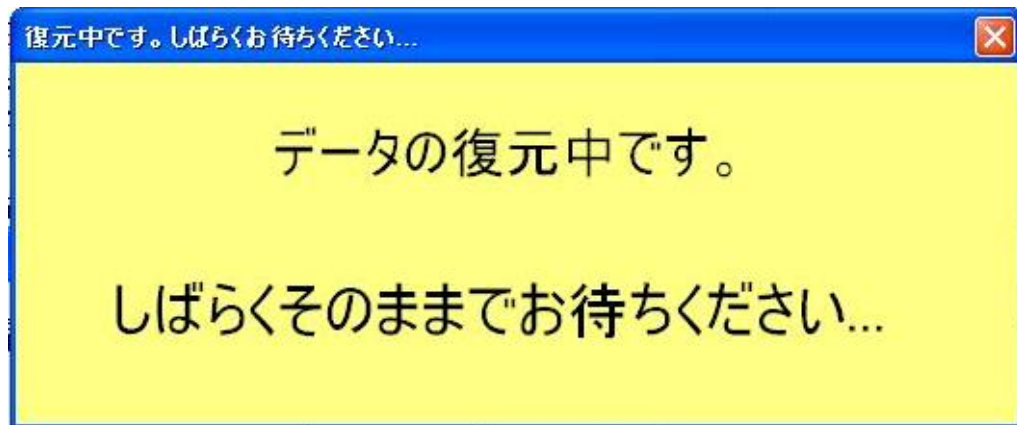 復元中です。しばらくお待ちください...
データの復元中です。
しばらくそのままでお待ちください...